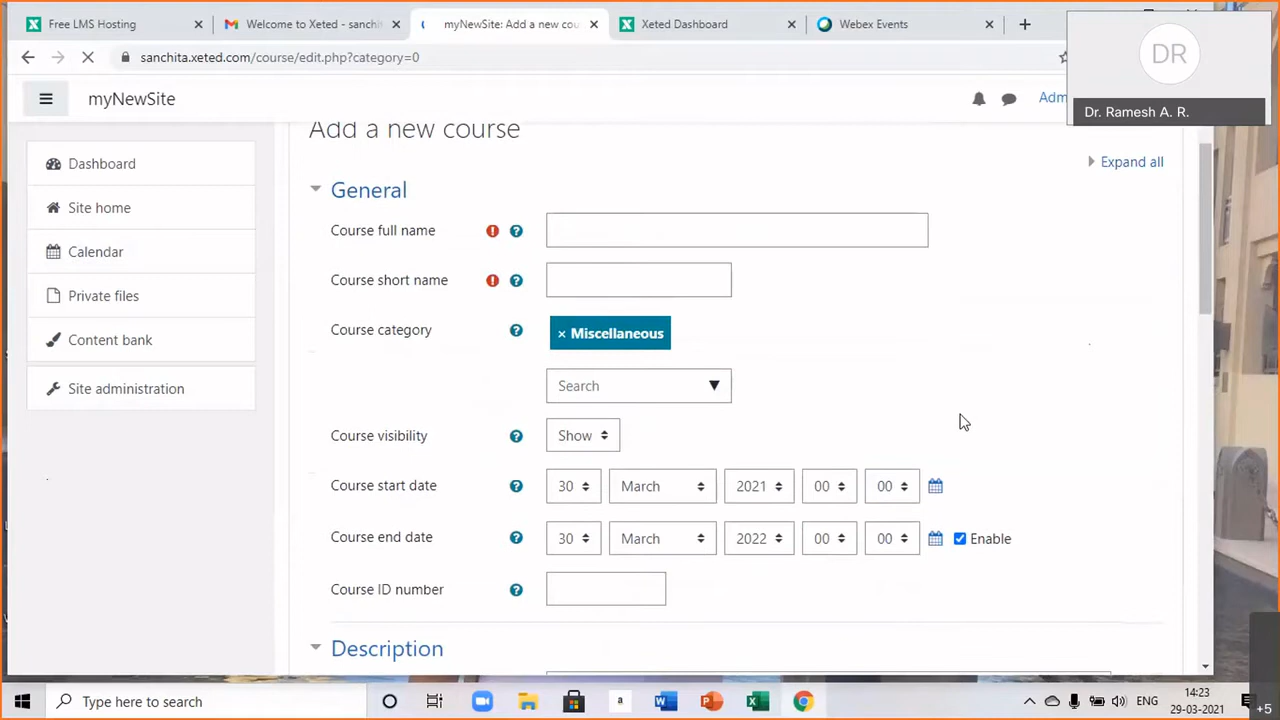 Free LMS Hosting
Welcome to Xeted - sanchit
myNewSite: Add a new cou
Xeted Dashboard
Webex Events
sanchita.xeted.com/course/edit.php?category=0
DR
Dr. Ramesh A. R.
myNewSite
Adm
Dashboard
Site home
Calendar
Private files
Content bank
Site administration
Add a new course
Expand all
General
Course full name
Course short name
Course category
× Miscellaneous
Search
Course visibility
Show
Course start date
30 March 2021 00 00
Course end date
30 March 2022 00 00 Enable
Course ID number
Description
Type here to search
ENG
14:23
29-03-2021
+5